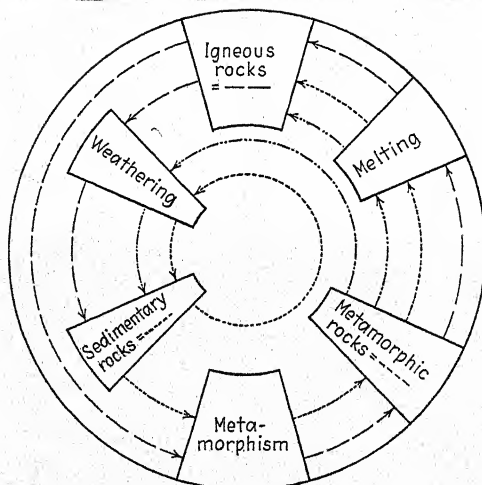 Igneous
rocks
= — — —
Weathering
Melting
Sedimentary
rocks = -·-·-·-
Metamorphic
rocks = - - - - -
Meta-
morphism